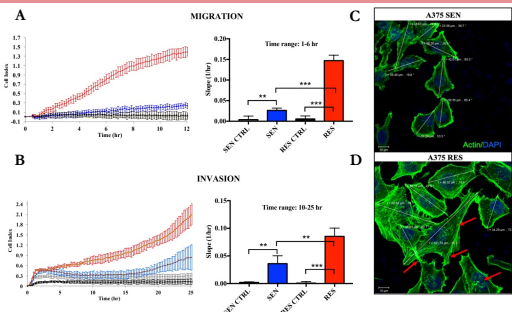 A
MIGRATION
Cell Index
1.7
1.5
1.3
1.1
0.9
0.7
0.5
0.3
0.1
-0.1
0 2 4 6 8 10 12
Time (hr)
Slope (1/hr)
0.20
0.15
0.10
0.05
0.00
Time range: 1-6 hr
**
***
***
SEN CTRL
SEN
RES CTRL
RES
B
INVASION
Cell Index
2.4
2.1
1.8
1.5
1.2
0.9
0.6
0.3
0
0 5 10 15 20 25
Time (hr)
Slope (1/hr)
0.15
0.10
0.05
0.00
Time range: 10-25 hr
**
**
***
SEN CTRL
SEN
RES CTRL
RES
C
A375 SEN
Actin/DAPI
D
A375 RES